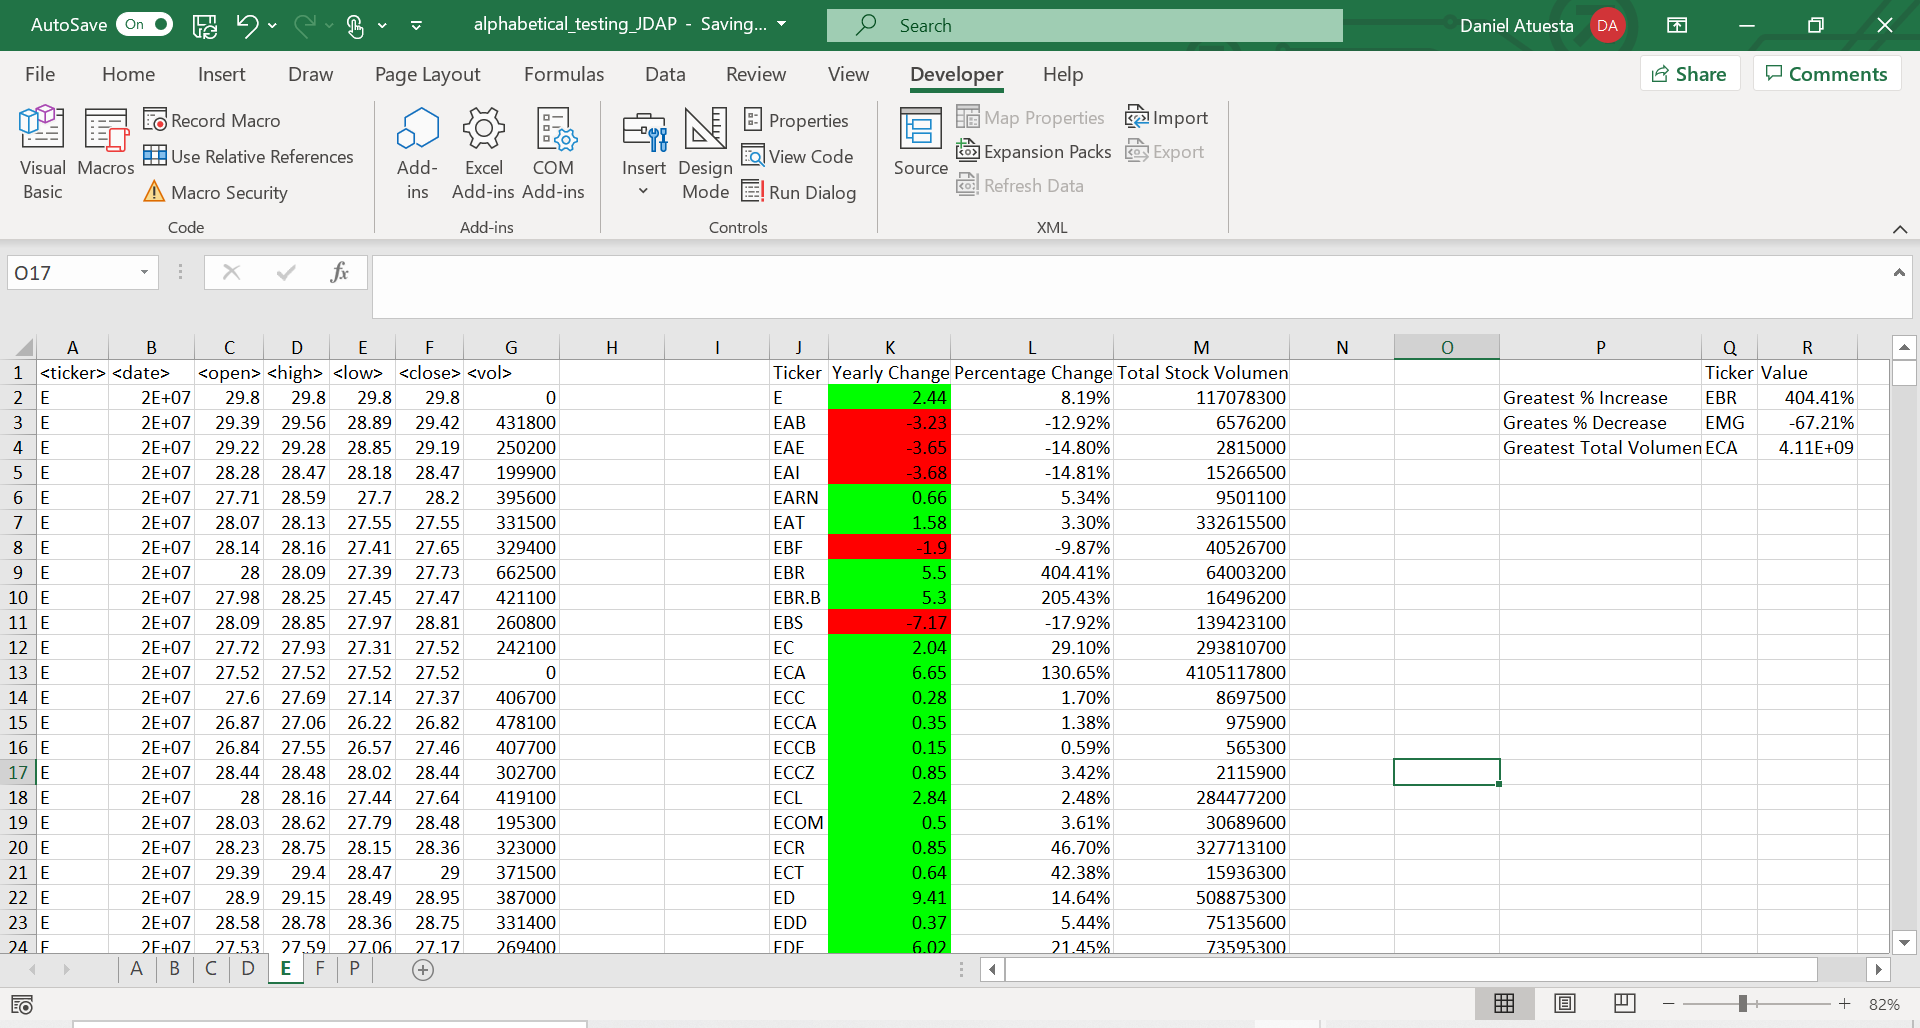 AutoSave On alphabetical_testing_JDAP - Saving... Search Daniel Atuesta DA
File Home Insert Draw Page Layout Formulas Data Review View Developer Help Share Comments
Visual Basic
Macros
Record Macro
Use Relative References
Macro Security
Code
Add-ins
Excel Add-ins
COM Add-ins
Add-ins
Insert
Design Mode
Properties
View Code
Run Dialog
Controls
Source
Map Properties
Expansion Packs
Refresh Data
Import
Export
XML
O17 fx
A B C D E F G H I J K L M N O P Q R
1 <ticker> <date> <open> <high> <low> <close> <vol> Ticker Yearly Change Percentage Change Total Stock Volumen Ticker Value
2 E 2E+07 29.8 29.8 29.8 29.8 0 E 2.44 8.19% 117078300 Greatest % Increase EBR 404.41%
3 E 2E+07 29.39 29.56 28.89 29.42 431800 EAB -3.23 -12.92% 6576200 Greates % Decrease EMG -67.21%
4 E 2E+07 29.22 29.28 28.85 29.19 250200 EAE -3.65 -14.80% 2815000 Greatest Total Volumen ECA 4.11E+09
5 E 2E+07 28.28 28.47 28.18 28.47 199900 EAI -3.68 -14.81% 15266500
6 E 2E+07 27.71 28.59 27.7 28.2 395600 EARN 0.66 5.34% 9501100
7 E 2E+07 28.07 28.13 27.55 27.55 331500 EAT 1.58 3.30% 332615500
8 E 2E+07 28.14 28.16 27.41 27.65 329400 EBF -1.9 -9.87% 40526700
9 E 2E+07 28 28.09 27.39 27.73 662500 EBR 5.5 404.41% 64003200
10 E 2E+07 27.98 28.25 27.45 27.47 421100 EBR.B 5.3 205.43% 16496200
11 E 2E+07 28.09 28.85 27.97 28.81 260800 EBS -7.17 -17.92% 139423100
12 E 2E+07 27.72 27.93 27.31 27.52 242100 EC 2.04 29.10% 293810700
13 E 2E+07 27.52 27.52 27.52 27.52 0 ECA 6.65 130.65% 4105117800
14 E 2E+07 27.6 27.69 27.14 27.37 406700 ECC 0.28 1.70% 8697500
15 E 2E+07 26.87 27.06 26.22 26.82 478100 ECCA 0.35 1.38% 975900
16 E 2E+07 26.84 27.55 26.57 27.46 407700 ECCB 0.15 0.59% 565300
17 E 2E+07 28.44 28.48 28.02 28.44 302700 ECCZ 0.85 3.42% 2115900
18 E 2E+07 28 28.16 27.44 27.64 419100 ECL 2.84 2.48% 284477200
19 E 2E+07 28.03 28.62 27.79 28.48 195300 ECOM 0.5 3.61% 30689600
20 E 2E+07 28.23 28.75 28.15 28.36 323000 ECR 0.85 46.70% 327713100
21 E 2E+07 29.39 29.4 28.47 29 371500 ECT 0.64 42.38% 15936300
22 E 2E+07 28.9 29.15 28.49 28.95 387000 ED 9.41 14.64% 508875300
23 E 2E+07 28.58 28.78 28.36 28.75 331400 EDD 0.37 5.44% 75135600
24 E 2E+07 27.53 27.59 27.06 27.17 269400 EDF 6.02 21.45% 73595300
A B C D E F P
82%